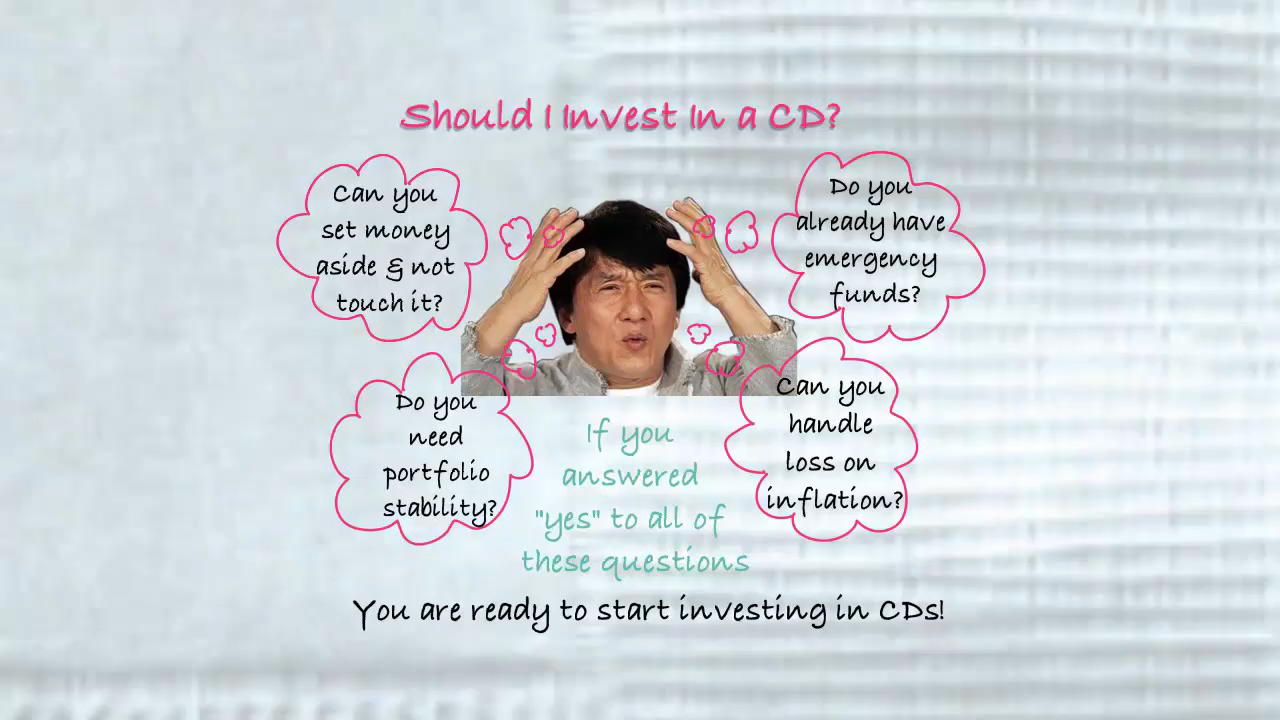 Should I Invest In a CD?
Can you
set money
aside & not
touch it?
Do you
already have
emergency
funds?
Do you
need
portfolio
stability?
Can you
handle
loss on
inflation?
If you
answered
"yes" to all of
these questions
You are ready to start investing in CDs!